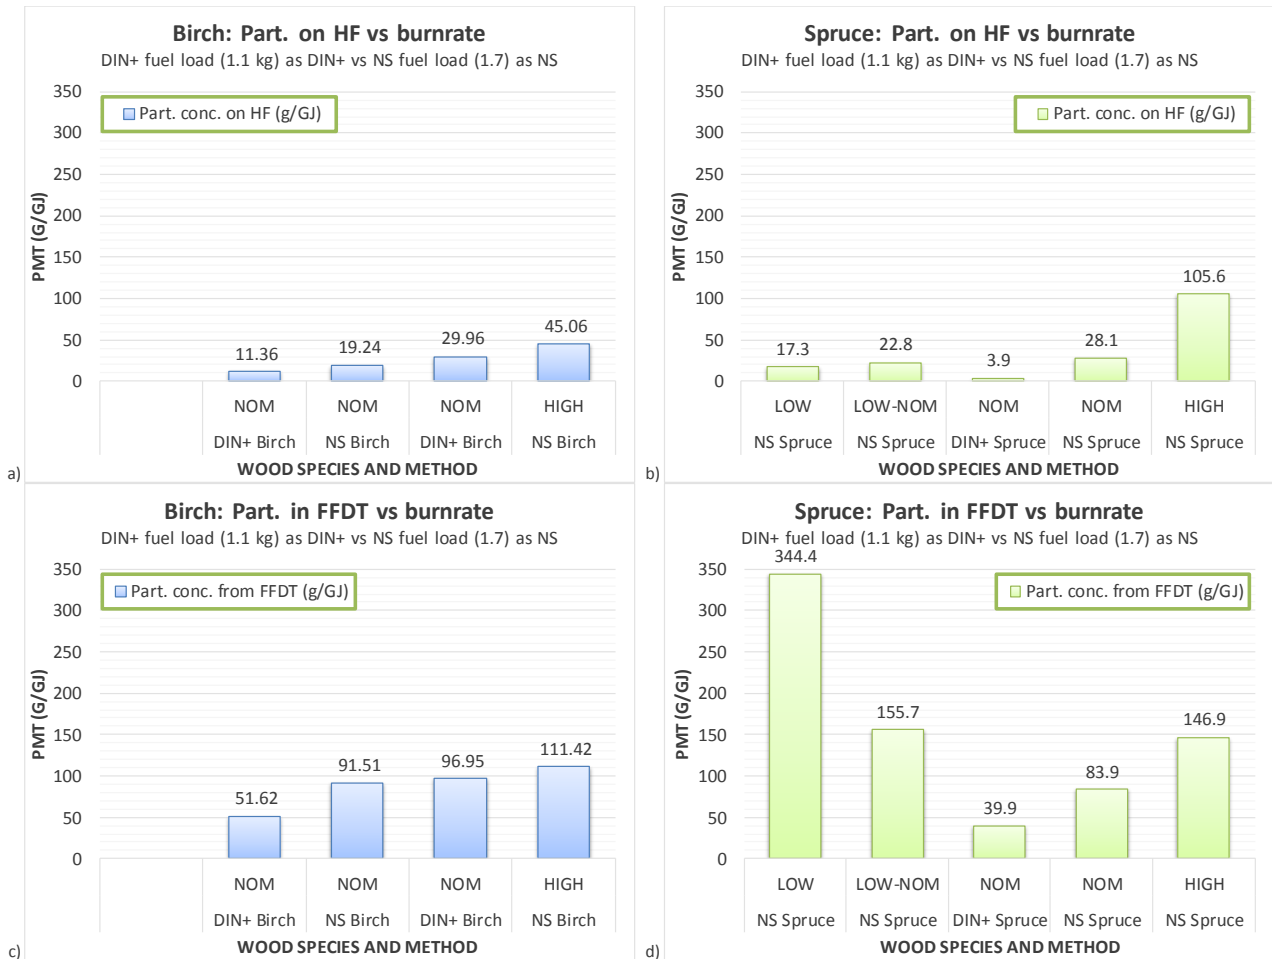 Birch: Part. on HF vs burnrate
DIN+ fuel load (1.1 kg) as DIN+ vs NS fuel load (1.7) as NS
Part. conc. on HF (g/GJ)
350
300
250
200
150
100
50
0
PMT (G/GJ)
11.36
19.24
29.96
45.06
NOM NOM NOM HIGH
DIN+ Birch NS Birch DIN+ Birch NS Birch
WOOD SPECIES AND METHOD
a)
Spruce: Part. on HF vs burnrate
DIN+ fuel load (1.1 kg) as DIN+ vs NS fuel load (1.7) as NS
Part. conc. on HF (g/GJ)
350
300
250
200
150
100
50
0
PMT (G/GJ)
17.3
22.8
3.9
28.1
105.6
LOW LOW-NOM NOM NOM HIGH
NS Spruce NS Spruce DIN+ Spruce NS Spruce NS Spruce
WOOD SPECIES AND METHOD
b)
Birch: Part. in FFDT vs burnrate
DIN+ fuel load (1.1 kg) as DIN+ vs NS fuel load (1.7) as NS
Part. conc. from FFDT (g/GJ)
350
300
250
200
150
100
50
0
PMT (G/GJ)
51.62
91.51
96.95
111.42
NOM NOM NOM HIGH
DIN+ Birch NS Birch DIN+ Birch NS Birch
WOOD SPECIES AND METHOD
c)
Spruce: Part. in FFDT vs burnrate
DIN+ fuel load (1.1 kg) as DIN+ vs NS fuel load (1.7) as NS
Part. conc. from FFDT (g/GJ)
350
300
250
200
150
100
50
0
PMT (G/GJ)
344.4
155.7
39.9
83.9
146.9
LOW LOW-NOM NOM NOM HIGH
NS Spruce NS Spruce DIN+ Spruce NS Spruce NS Spruce
WOOD SPECIES AND METHOD
d)